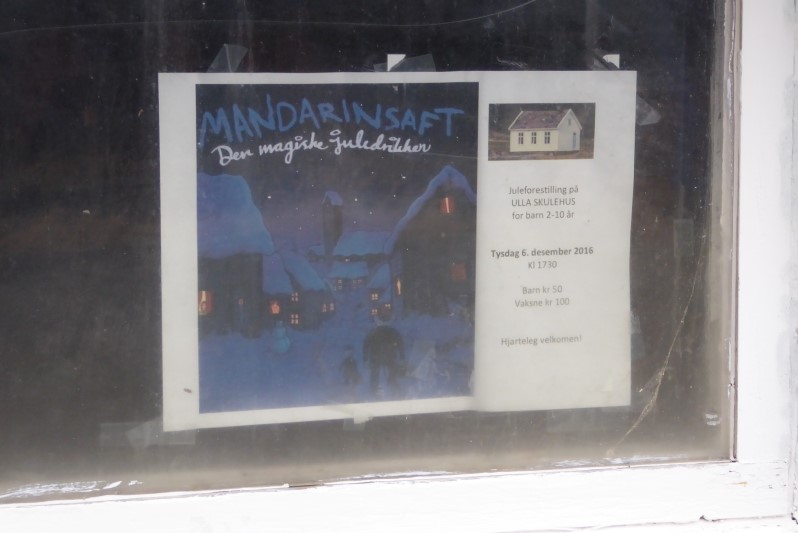 MANDARINSAFT
Den magiske juledrikken
Juleforestilling på
ULLA SKULEHUS
for barn 2-10 år
Tysdag 6. desember 2016
Kl 1730
Barn kr 50
Vaksne kr 100
Hjarteleg velkomen!